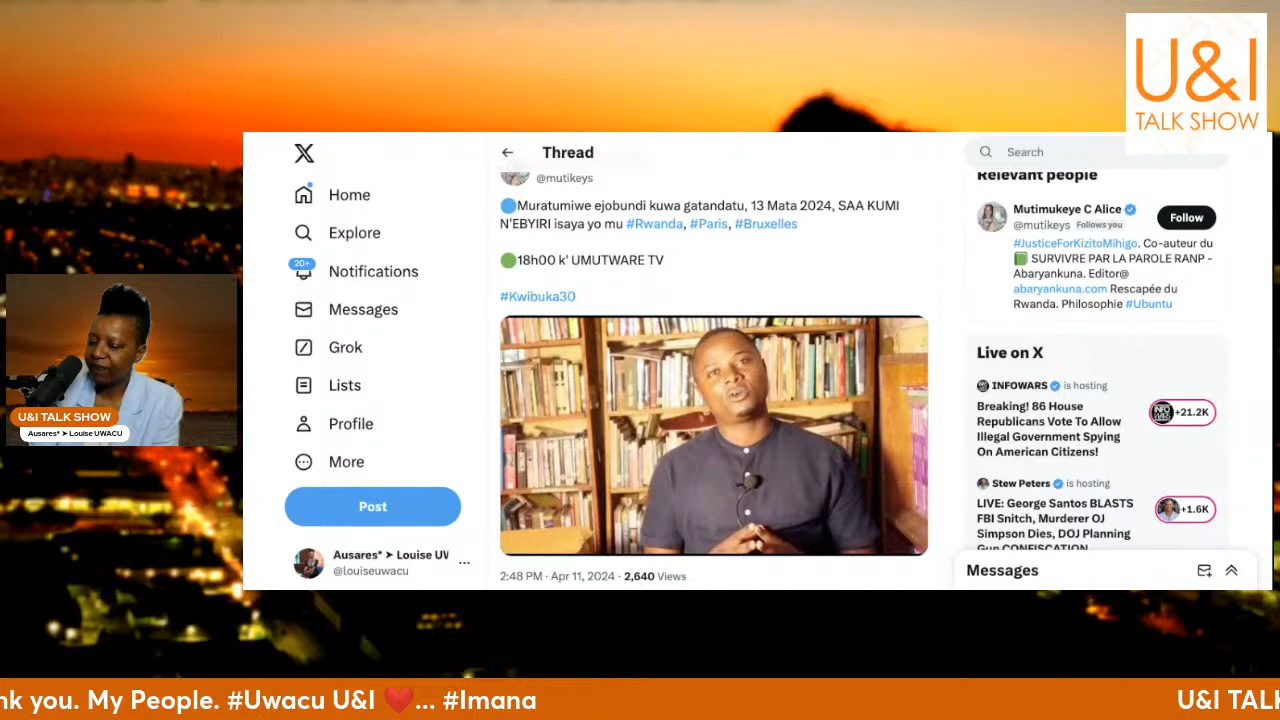 U&I
TALK SHOW
Thread
Search
@mutikeys
Relevant people
Home
Explore
20+
Notifications
Messages
Grok
Lists
Profile
More
Post
Ausares* ➤ Louise UW
@louiseuwacu
🔵Muratumiwe ejobundi kuwa gatandatu, 13 Mata 2024, SAA KUMI
N'EBYIRI isaya yo mu #Rwanda, #Paris, #Bruxelles
🟢18h00 k' UMUTWARE TV
#Kwibuka30
2:48 PM · Apr 11, 2024 · 2,640 Views
Mutimukeye C Alice
@mutikeys Follows you
Follow
#JusticeForKizitoMihigo. Co-auteur du
📗 SURVIVRE PAR LA PAROLE RANP -
Abaryankuna. Editor@
abaryankuna.com Rescapée du
Rwanda. Philosophie #Ubuntu
Live on X
INFOWARS is hosting
Breaking! 86 House
Republicans Vote To Allow
Illegal Government Spying
On American Citizens!
+21.2K
Stew Peters is hosting
LIVE: George Santos BLASTS
FBI Snitch, Murderer OJ
Simpson Dies, DOJ Planning
Gun CONFISCATION
+1.6K
Messages
U&I TALK SHOW
Ausares* ➤ Louise UWACU
nk you. My People. #Uwacu U&I ❤️... #Imana
U&I TALK